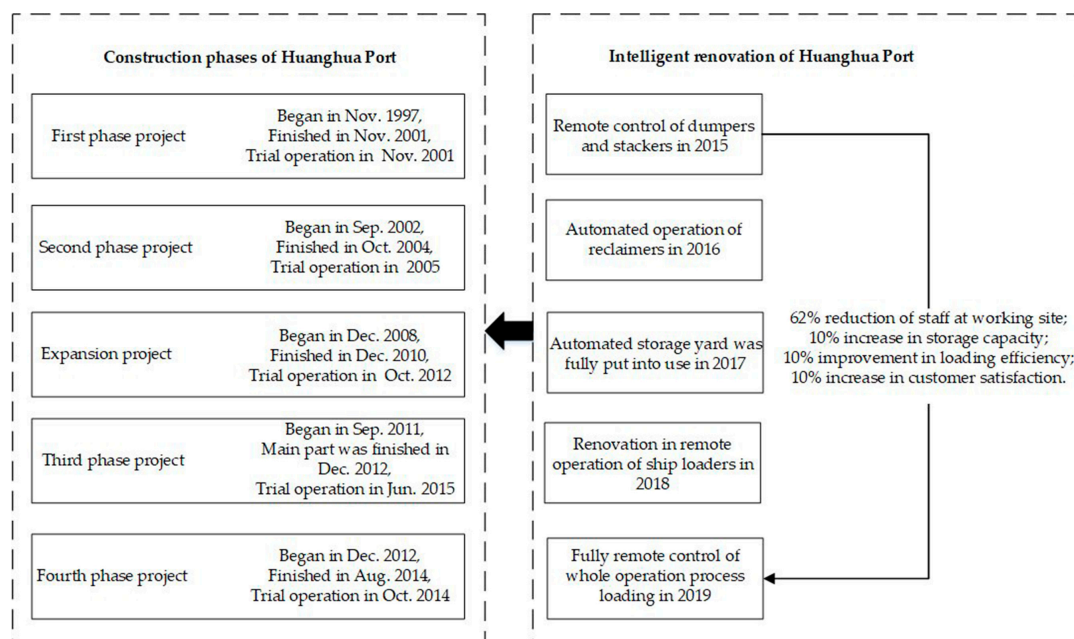 Construction phases of Huanghua Port
First phase project
Began in Nov. 1997,
Finished in Nov. 2001,
Trial operation in Nov. 2001
Second phase project
Began in Sep. 2002,
Finished in Oct. 2004,
Trial operation in 2005
Expansion project
Began in Dec. 2008,
Finished in Dec. 2010,
Trial operation in Oct. 2012
Third phase project
Began in Sep. 2011,
Main part was finished in
Dec. 2012,
Trial operation in Jun. 2015
Fourth phase project
Began in Dec. 2012,
Finished in Aug. 2014,
Trial operation in Oct. 2014
Intelligent renovation of Huanghua Port
Remote control of dumpers
and stackers in 2015
Automated operation of
reclaimers in 2016
Automated storage yard was
fully put into use in 2017
Renovation in remote
operation of ship loaders in
2018
Fully remote control of
whole operation process
loading in 2019
62% reduction of staff at working site;
10% increase in storage capacity;
10% improvement in loading efficiency;
10% increase in customer satisfaction.